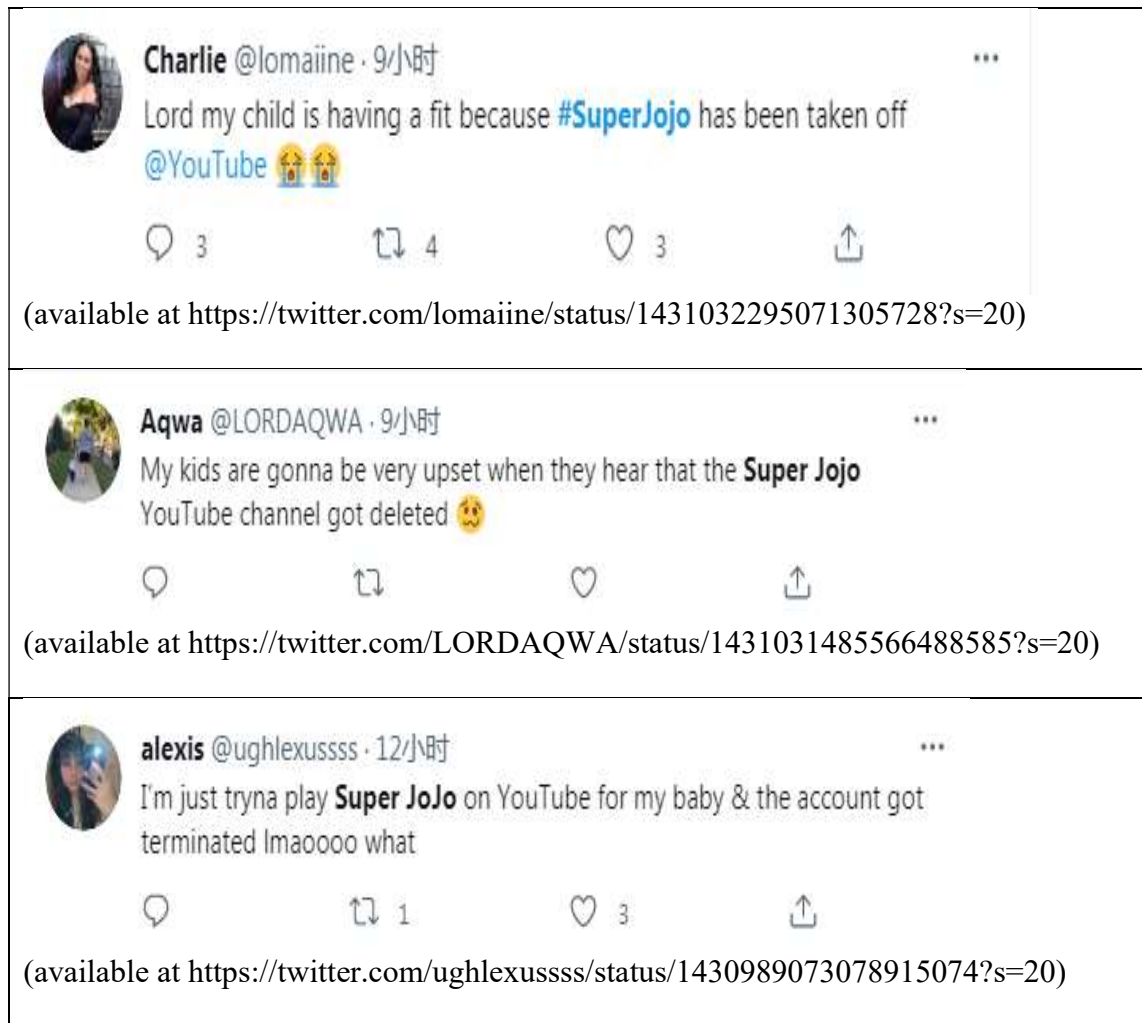 Charlie @lomaiine · 9小时
Lord my child is having a fit because #SuperJojo has been taken off
@YouTube 😭😭
3 4 3
(available at https://twitter.com/lomaiine/status/1431032295071305728?s=20)
Aqwa @LORDAQWA · 9小时
My kids are gonna be very upset when they hear that the Super Jojo
YouTube channel got deleted 🥴
(available at https://twitter.com/LORDAQWA/status/1431031485566488585?s=20)
alexis @ughlexussss · 12小时
I'm just tryna play Super JoJo on YouTube for my baby & the account got
terminated lmaoooo what
1 3
(available at https://twitter.com/ughlexussss/status/1430989073078915074?s=20)